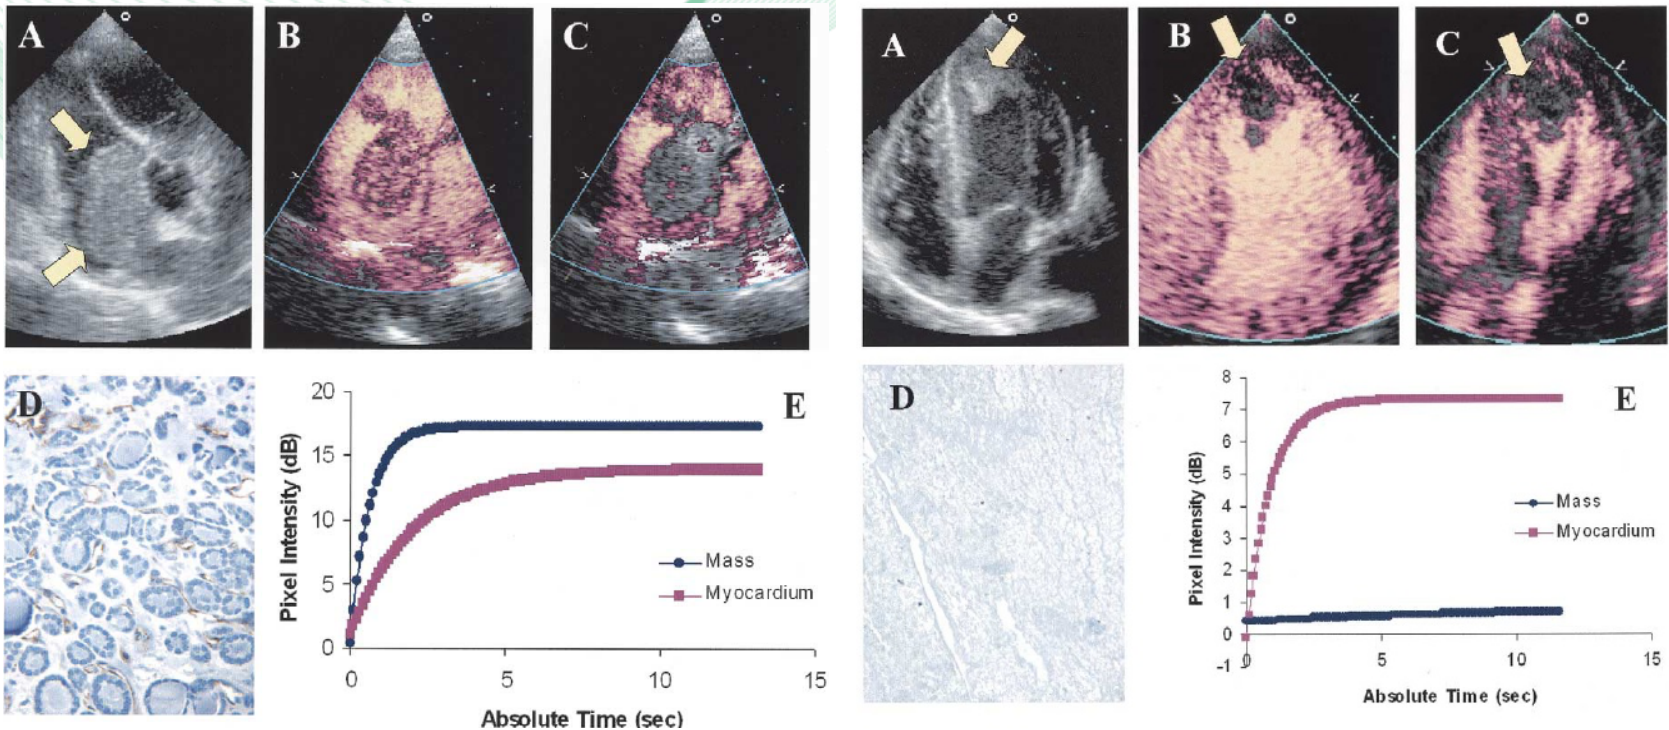 A
B
C
A
B
C
D
E
20
15
10
5
0
0
5
10
15
Pixel Intensity (dB)
Absolute Time (sec)
Mass
Myocardium
D
E
8
7
6
5
4
3
2
1
0
-1
0
5
10
15
Pixel Intensity (dB)
Absolute Time (sec)
Mass
Myocardium